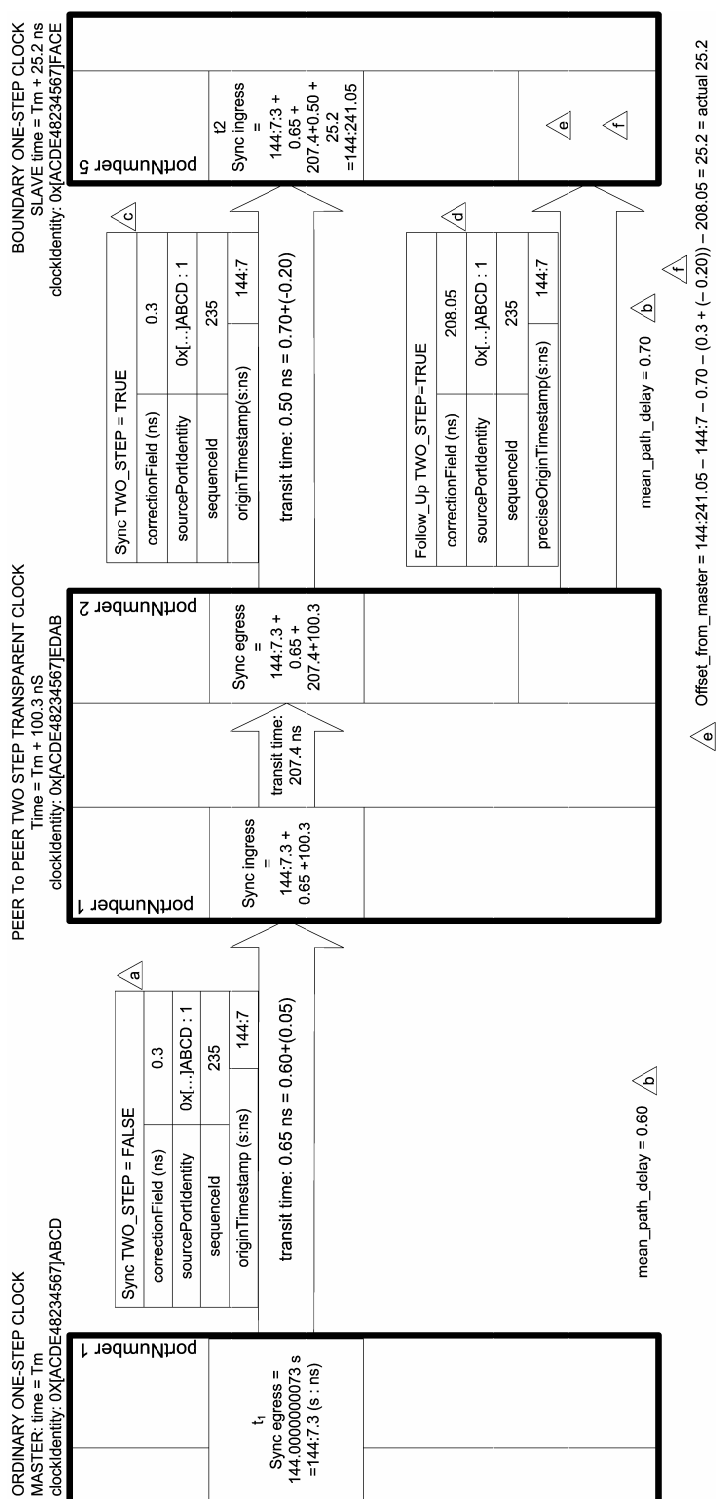 ORDINARY ONE-STEP CLOCK
MASTER: time = Tm
clockIdentity: 0X[ACDE48234567]ABCD
portNumber 1
t1
Sync egress =
144.0000000073 s
=144:7.3 (s : ns)
Sync TWO_STEP = FALSE
correctionField (ns) 0.3
sourcePortIdentity 0x[...]ABCD : 1
sequenceId 235
originTimestamp (s:ns) 144:7
a
transit time: 0.65 ns = 0.60+(0.05)
mean_path_delay = 0.60
b
PEER To PEER TWO STEP TRANSPARENT CLOCK
Time = Tm + 100.3 nS
clockIdentity: 0x[ACDE48234567]EDAB
portNumber 1
Sync ingress
=
144:7.3 +
0.65 +100.3
transit time:
207.4 ns
portNumber 2
Sync egress
=
144:7.3 +
0.65 +
207.4+100.3
Sync TWO_STEP = TRUE
correctionField (ns) 0.3
sourcePortIdentity 0x[...]ABCD : 1
sequenceId 235
originTimestamp(s:ns) 144:7
c
transit time: 0.50 ns = 0.70+(-0.20)
Follow_Up TWO_STEP=TRUE
correctionField (ns) 208.05
sourcePortIdentity 0x[...]ABCD : 1
sequenceId 235
preciseOriginTimestamp(s:ns) 144:7
d
mean_path_delay = 0.70
b
BOUNDARY ONE-STEP CLOCK
SLAVE time = Tm + 25.2 ns
clockIdentity: 0x[ACDE48234567]FACE
portNumber 5
t2
Sync ingress
=
144:7:3 +
0.65 +
207.4+0.50 +
25.2
=144:241.05
e
f
e
Offset_from_master = 144:241.05 – 144:7 – 0.70 – (0.3 + (– 0.20)) – 208.05 = 25.2 = actual 25.2
f